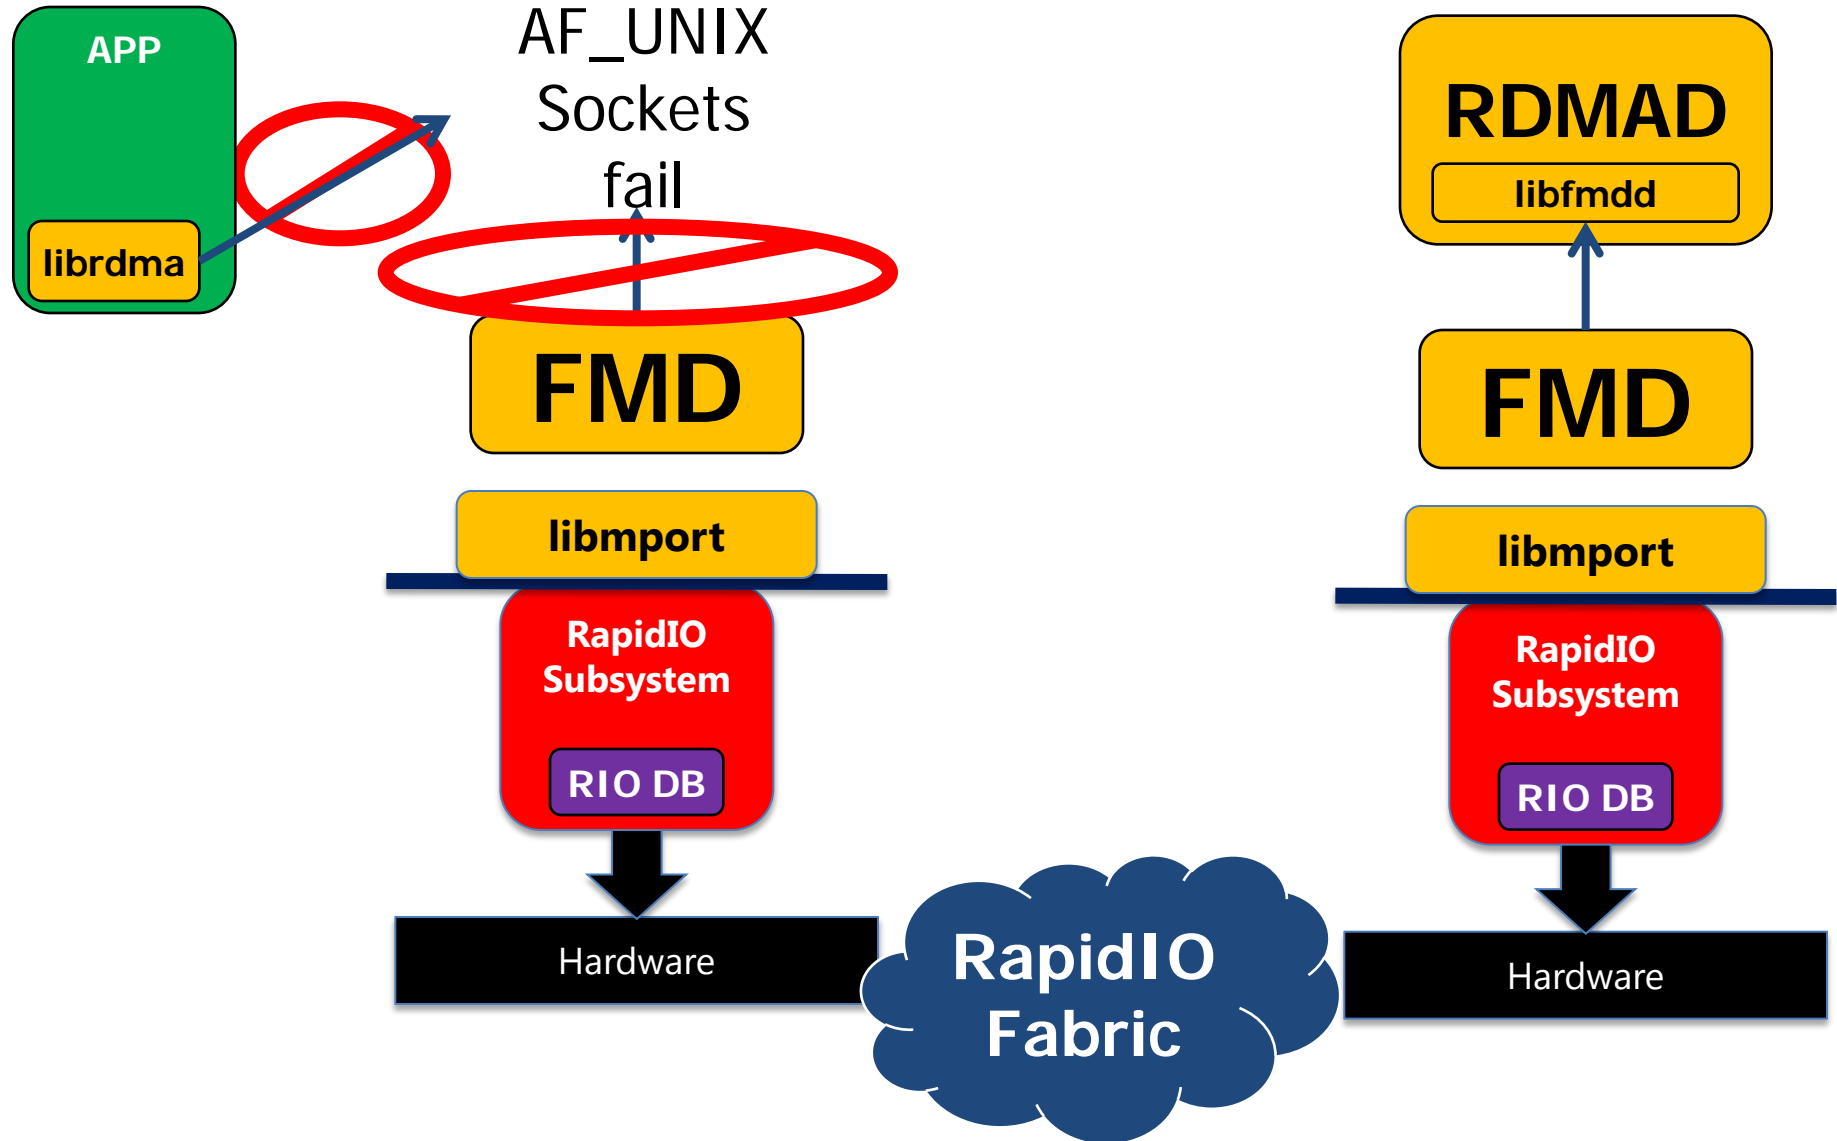 APP
librdma
AF_UNIX
Sockets
fail
FMD
libmport
RapidIO
Subsystem
RIO DB
Hardware
RapidIO
Fabric
RDMAD
libfmdd
FMD
libmport
RapidIO
Subsystem
RIO DB
Hardware